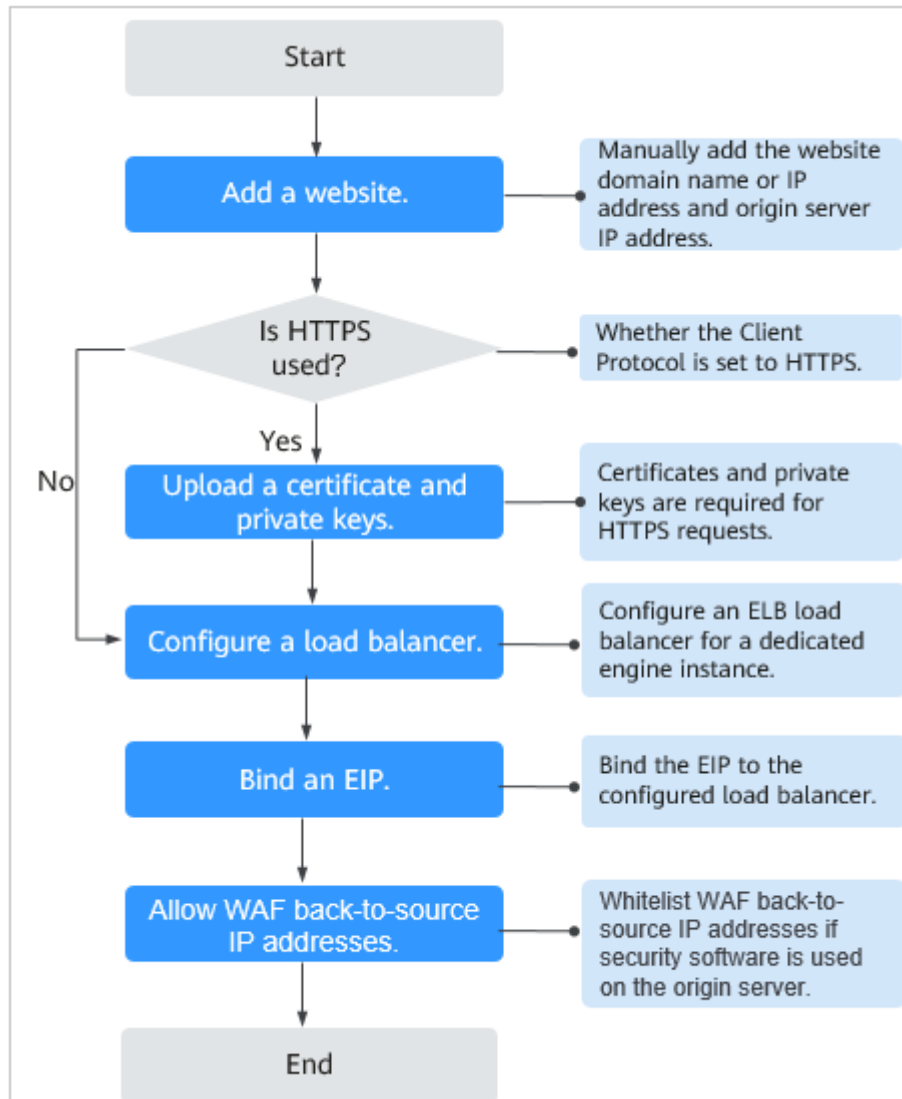 Start
Add a website.
Manually add the website
domain name or IP
address and origin server
IP address.
Is HTTPS
used?
Whether the Client
Protocol is set to HTTPS.
Yes
No
Upload a certificate and
private keys.
Certificates and private
keys are required for
HTTPS requests.
Configure a load balancer.
Configure an ELB load
balancer for a dedicated
engine instance.
Bind an EIP.
Bind the EIP to the
configured load balancer.
Allow WAF back-to-source
IP addresses.
Whitelist WAF back-to-
source IP addresses if
security software is used
on the origin server.
End